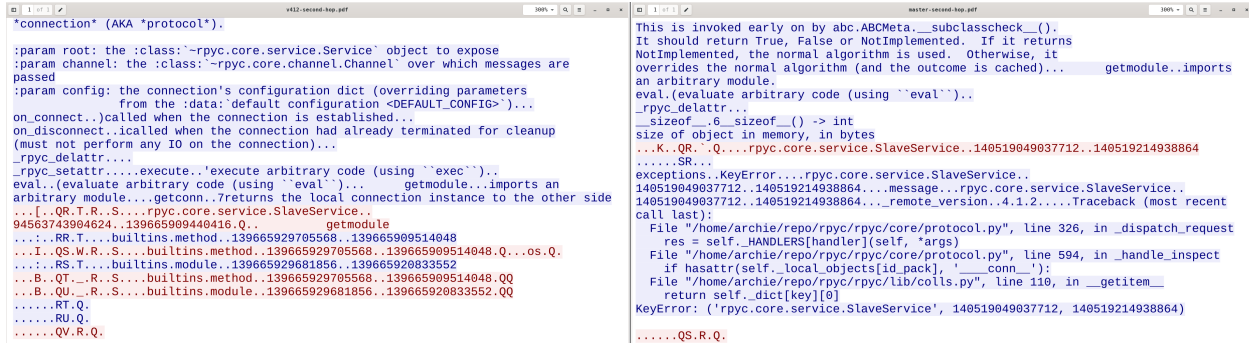 1 of 1
v412-second-hop.pdf
300%
*connection* (AKA *protocol*).
:param root: the :class:`~rpyc.core.service.Service` object to expose
:param channel: the :class:`~rpyc.core.channel.Channel` over which messages are
passed
:param config: the connection's configuration dict (overriding parameters
from the :data:`default configuration <DEFAULT_CONFIG>`)...
on_connect..)called when the connection is established...
on_disconnect..icalled when the connection had already terminated for cleanup
(must not perform any IO on the connection)...
_rpyc_delattr....
_rpyc_setattr.....execute..'execute arbitrary code (using ``exec``)..
eval..(evaluate arbitrary code (using ``eval``)... getmodule...imports an
arbitrary module....getconn..7returns the local connection instance to the other side
...[..QR.T.R..S....rpyc.core.service.SlaveService..
94563743904624..139665909440416.Q.. getmodule
...:..RR.T....builtins.method..139665929705568..139665909514048
...I..QS.W.R..S....builtins.method..139665929705568..139665909514048.Q...os.Q.
...:..RS.T....builtins.module..139665929681856..139665920833552
...B..QT._.R..S....builtins.method..139665929705568..139665909514048.QQ
...B..QU._.R..S....builtins.module..139665929681856..139665920833552.QQ
......RT.Q.
......RU.Q.
......QV.R.Q.
1 of 1
master-second-hop.pdf
300%
This is invoked early on by abc.ABCMeta.__subclasscheck__().
It should return True, False or NotImplemented.  If it returns
NotImplemented, the normal algorithm is used.  Otherwise, it
overrides the normal algorithm (and the outcome is cached)... getmodule..imports
an arbitrary module.
eval.(evaluate arbitrary code (using ``eval``)..
_rpyc_delattr...
__sizeof__.6__sizeof__() -> int
size of object in memory, in bytes
...K..QR.`.Q....rpyc.core.service.SlaveService..140519049037712..140519214938864
......SR...
exceptions..KeyError....rpyc.core.service.SlaveService..
140519049037712..140519214938864....message...rpyc.core.service.SlaveService..
140519049037712..140519214938864..._remote_version..4.1.2.....Traceback (most recent
call last):
File "/home/archie/repo/rpyc/rpyc/core/protocol.py", line 326, in _dispatch_request
res = self._HANDLERS[handler](self, *args)
File "/home/archie/repo/rpyc/rpyc/core/protocol.py", line 594, in _handle_inspect
if hasattr(self._local_objects[id_pack], '____conn__'):
File "/home/archie/repo/rpyc/rpyc/lib/colls.py", line 110, in __getitem__
return self._dict[key][0]
KeyError: ('rpyc.core.service.SlaveService', 140519049037712, 140519214938864)
......QS.R.Q.